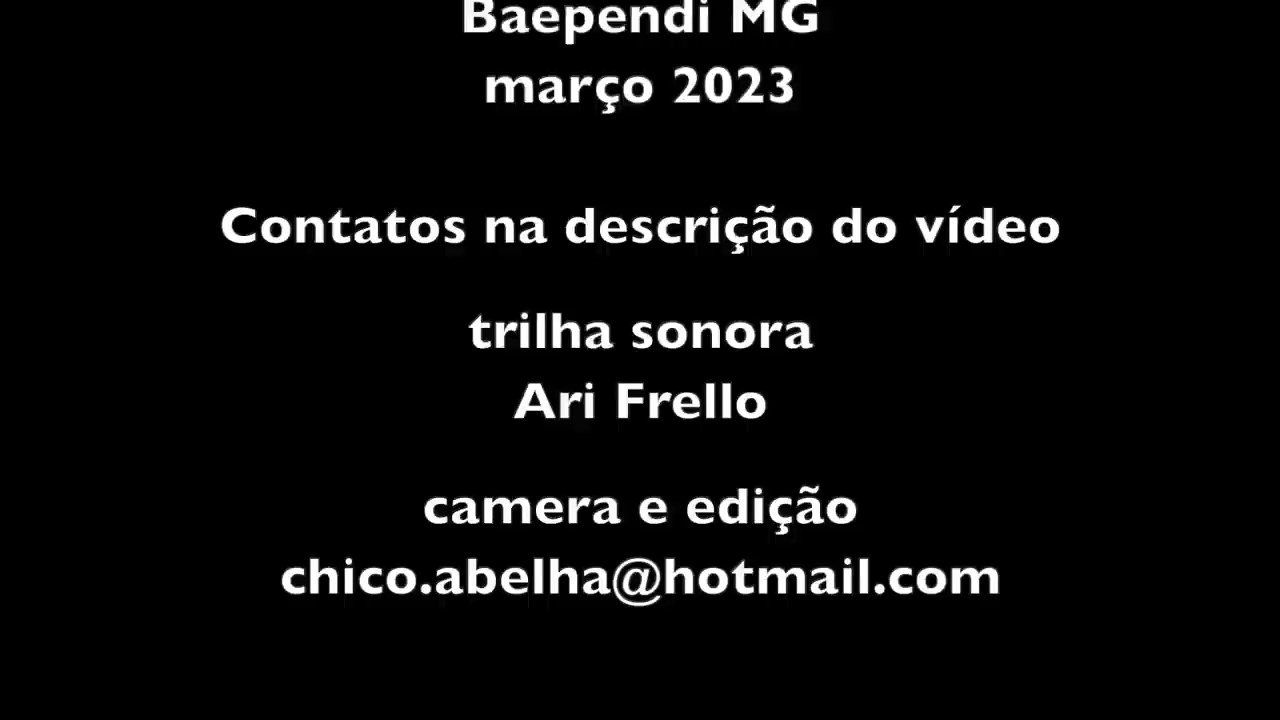 Baependi MG
março 2023
Contatos na descrição do vídeo
trilha sonora
Ari Frello
camera e edição
chico.abelha@hotmail.com